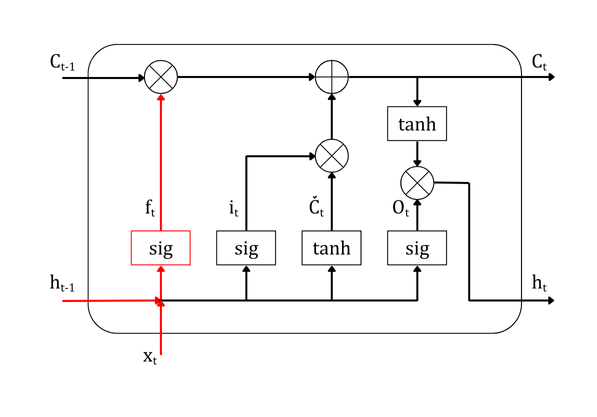 Cₜ₋₁
Cₜ
tanh
fₜ
iₜ
Čₜ
Oₜ
sig
sig
tanh
sig
hₜ₋₁
hₜ
xₜ